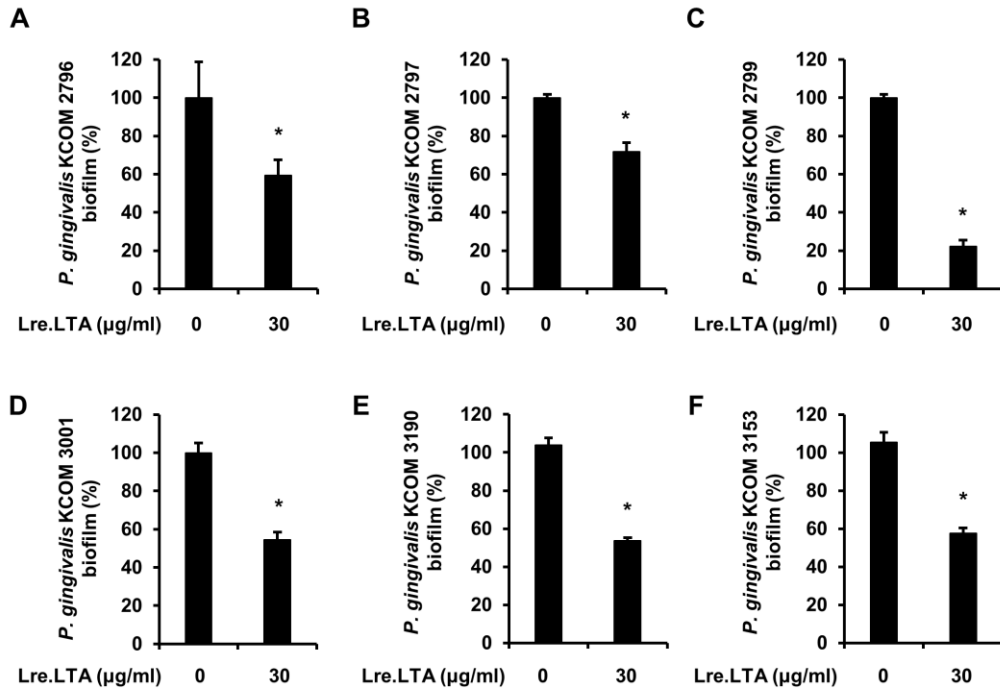 A
P. gingivalis KCOM 2796
biofilm (%)
120
100
80
60
40
20
0
*
Lre.LTA (µg/ml)
0
30
B
P. gingivalis KCOM 2797
biofilm (%)
120
100
80
60
40
20
0
*
Lre.LTA (µg/ml)
0
30
C
P. gingivalis KCOM 2799
biofilm (%)
120
100
80
60
40
20
0
*
Lre.LTA (µg/ml)
0
30
D
P. gingivalis KCOM 3001
biofilm (%)
120
100
80
60
40
20
0
*
Lre.LTA (µg/ml)
0
30
E
P. gingivalis KCOM 3190
biofilm (%)
120
100
80
60
40
20
0
*
Lre.LTA (µg/ml)
0
30
F
P. gingivalis KCOM 3153
biofilm (%)
120
100
80
60
40
20
0
*
Lre.LTA (µg/ml)
0
30